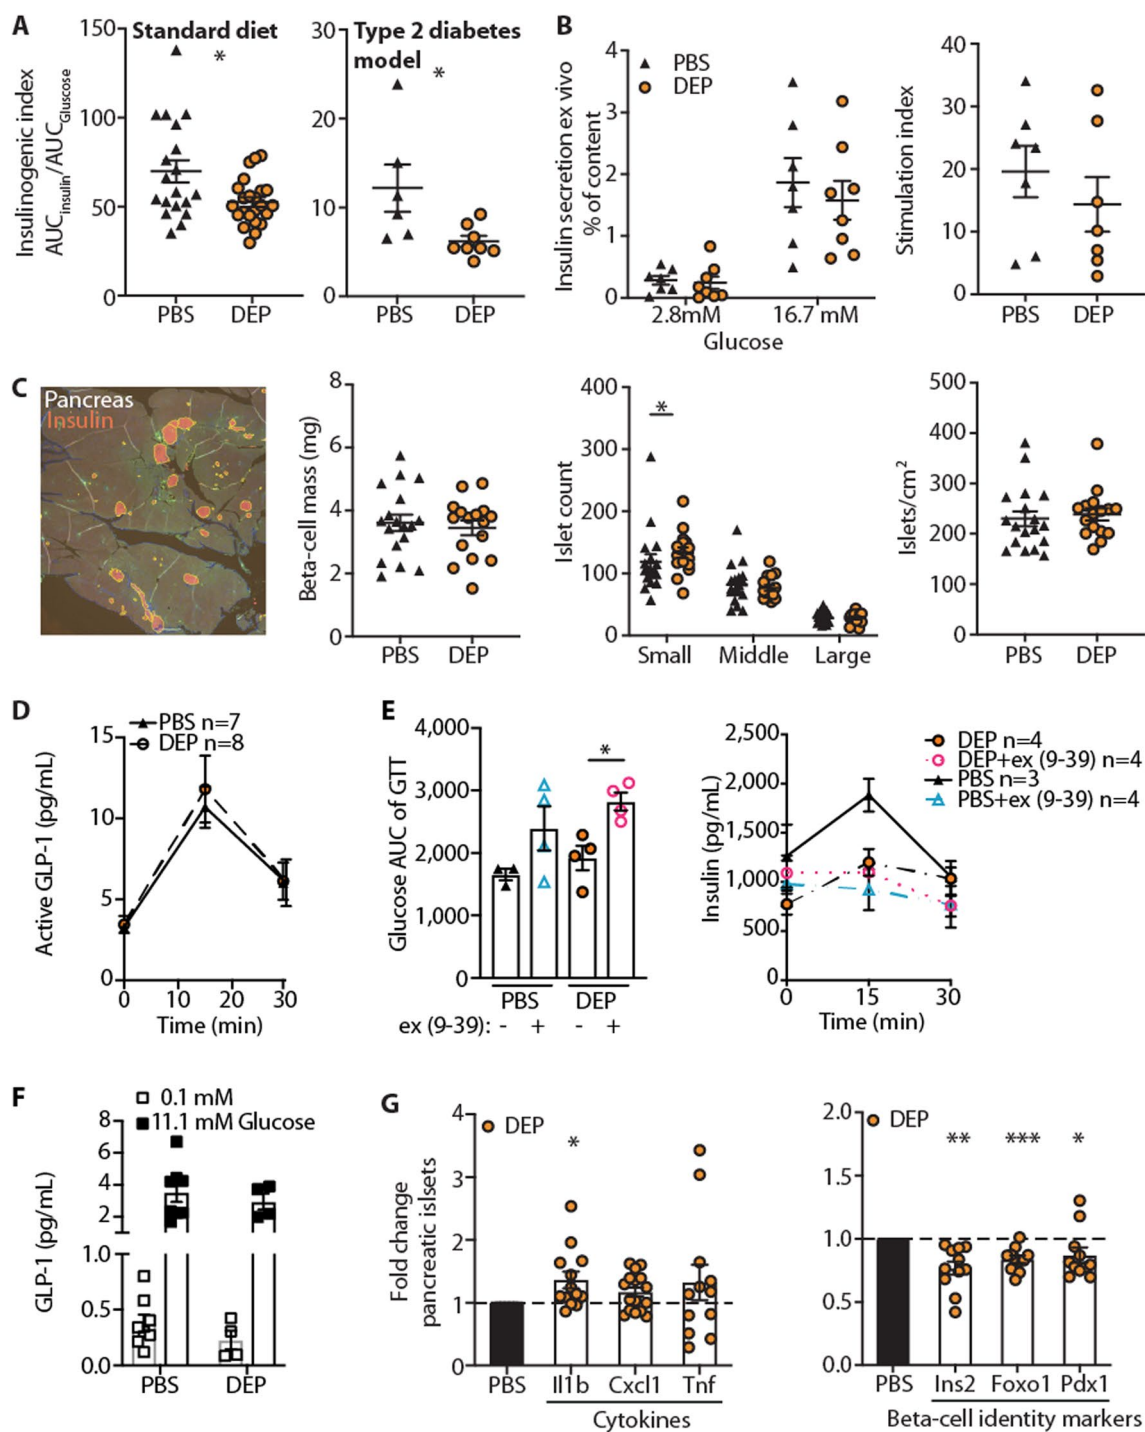 A
Standard diet
*
150
100
50
0
Insulinogenic index
AUCinsulin/AUCGluscose
PBS DEP
Type 2 diabetes
model
*
30
20
10
0
PBS DEP
B
PBS
DEP
4
3
2
1
0
Insulin secretion ex vivo
% of content
2.8mM 16.7 mM
Glucose
40
30
20
10
0
Stimulation index
PBS DEP
C
Pancreas
Insulin
8
6
4
2
0
Beta-cell mass (mg)
PBS DEP
400
300
200
100
0
Islet count
*
Small Middle Large
500
400
300
200
100
0
Islets/cm2
PBS DEP
D
PBS n=7
DEP n=8
15
10
5
0
Active GLP-1 (pg/mL)
0 10 20 30
Time (min)
E
4,000
3,000
2,000
1,000
0
Glucose AUC of GTT
*
PBS DEP
ex (9-39): - + - +
2,500
2,000
1,500
1,000
500
0
Insulin (pg/mL)
DEP n=4
DEP+ex (9-39) n=4
PBS n=3
PBS+ex (9-39) n=4
0 15 30
Time (min)
F
0.1 mM
11.1 mM Glucose
8
6
4
2
1.0
0.5
0.0
GLP-1 (pg/mL)
PBS DEP
G
DEP
*
4
3
2
1
0
Fold change
pancreatic islsets
PBS Il1b Cxcl1 Tnf
Cytokines
DEP
** *** *
2.0
1.5
1.0
0.5
0.0
PBS Ins2 Foxo1 Pdx1
Beta-cell identity markers